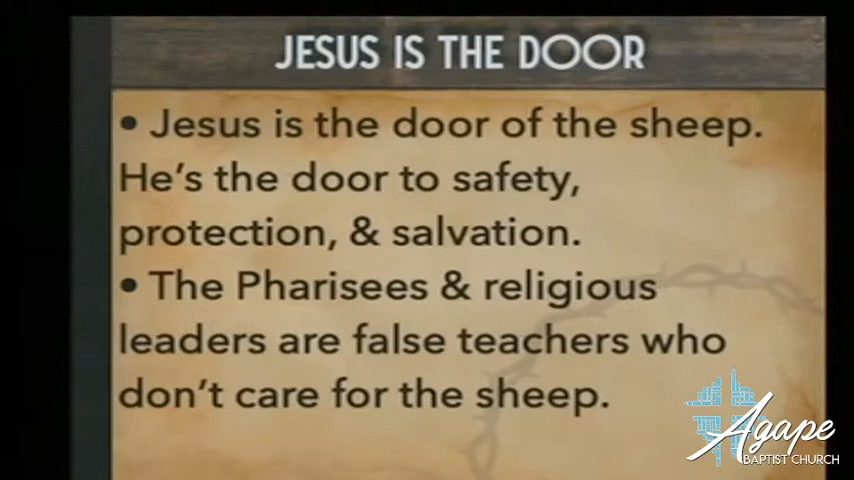 JESUS IS THE DOOR
• Jesus is the door of the sheep.
He's the door to safety,
protection, & salvation.
• The Pharisees & religious
leaders are false teachers who
don't care for the sheep.
Agape
BAPTIST CHURCH